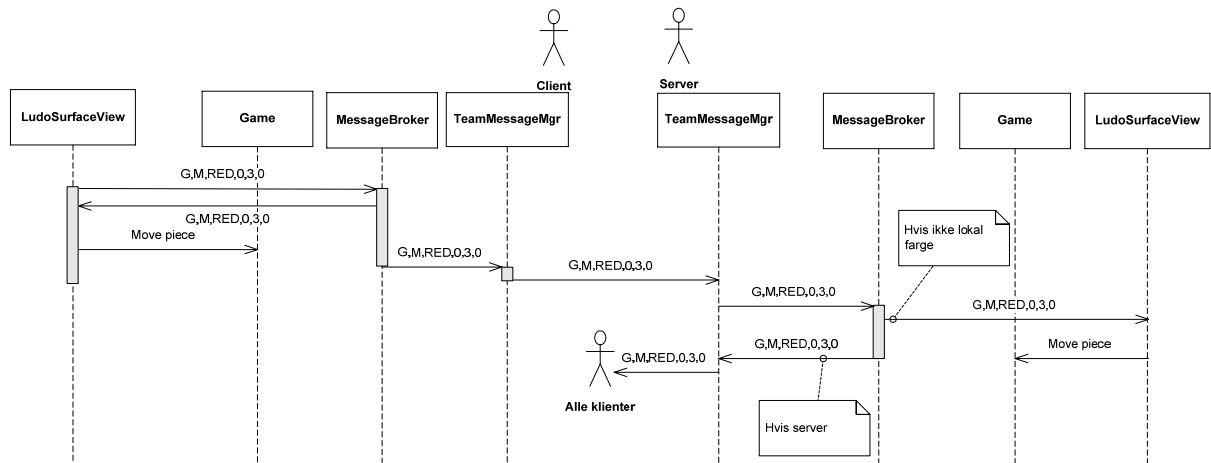 Client
Server
LudoSurfaceView
Game
MessageBroker
TeamMessageMgr
TeamMessageMgr
MessageBroker
Game
LudoSurfaceView
G,M,RED,0,3,0
G,M,RED,0,3,0
Move piece
G,M,RED,0,3,0
G,M,RED,0,3,0
G,M,RED,0,3,0
Hvis ikke lokal
farge
G,M,RED,0,3,0
G,M,RED,0,3,0
Move piece
G,M,RED,0,3,0
Alle klienter
Hvis server